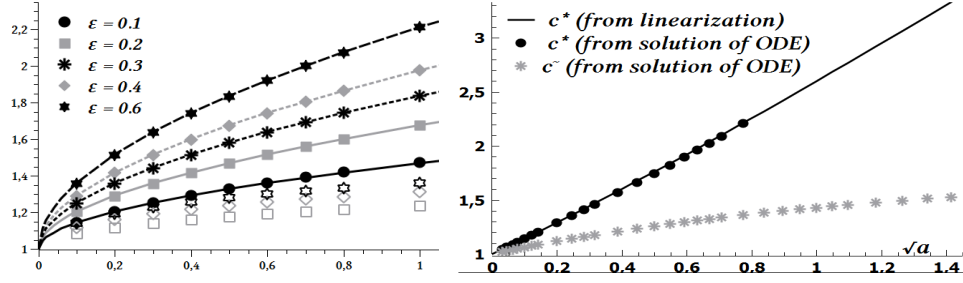 2,2
2
1,8
1,6
1,4
1,2
1
0
0,2
0,4
0,6
0,8
1
ε = 0.1
ε = 0.2
ε = 0.3
ε = 0.4
ε = 0.6
3
2,5
2
1,5
1
0
0,2
0,4
0,6
0,8
1
1,2
1,4
√a
c* (from linearization)
c* (from solution of ODE)
c~ (from solution of ODE)